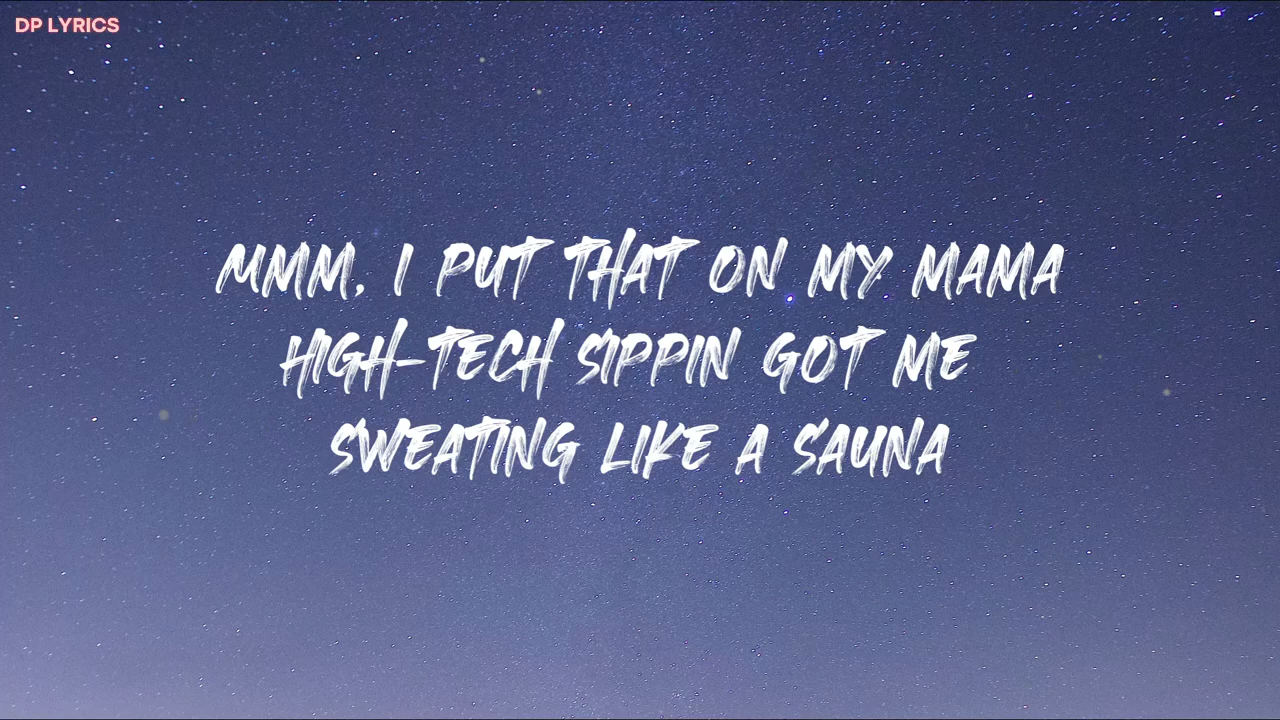 DP LYRICS
MMM, I PUT THAT ON MY MAMA
HIGH-TECH SIPPIN GOT ME
SWEATING LIKE A SAUNA